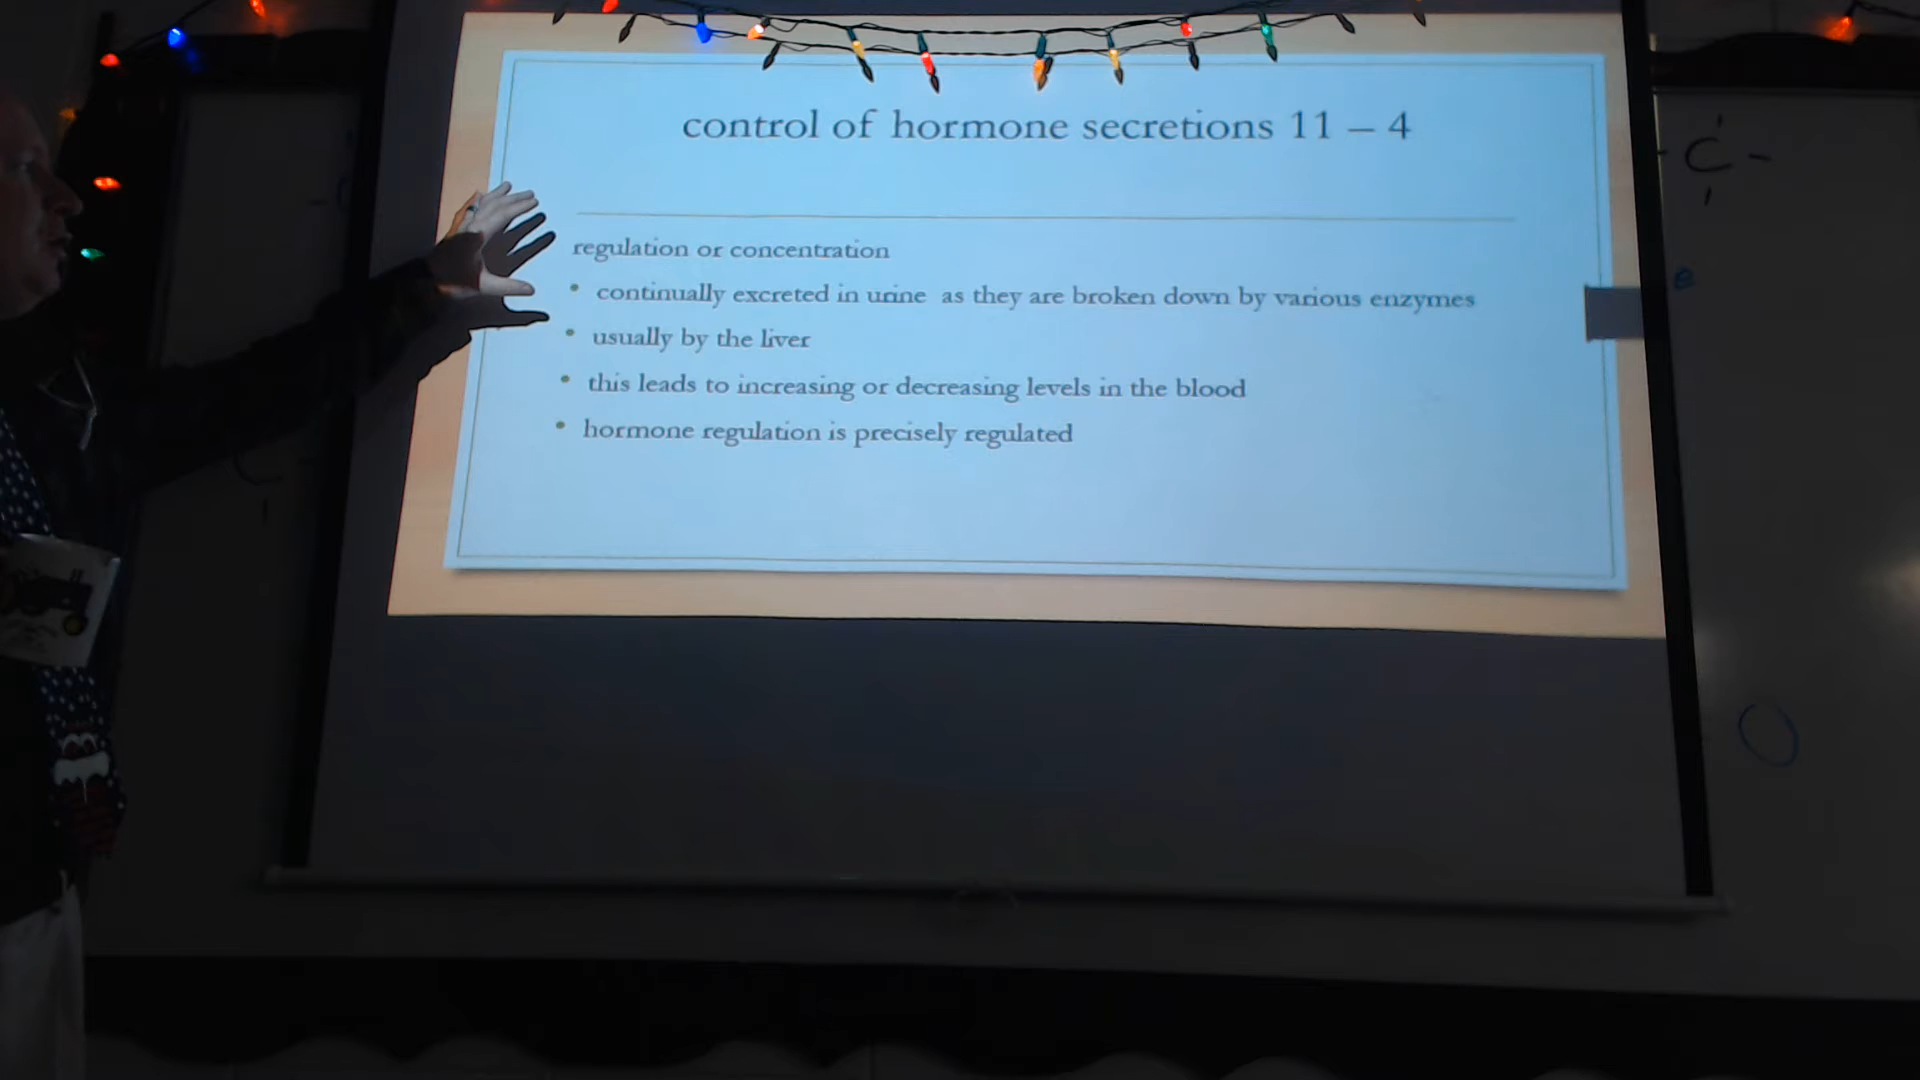 control of hormone secretions 11 – 4
regulation or concentration
• continually excreted in urine as they are broken down by various enzymes
• usually by the liver
• this leads to increasing or decreasing levels in the blood
• hormone regulation is precisely regulated
- C -
e